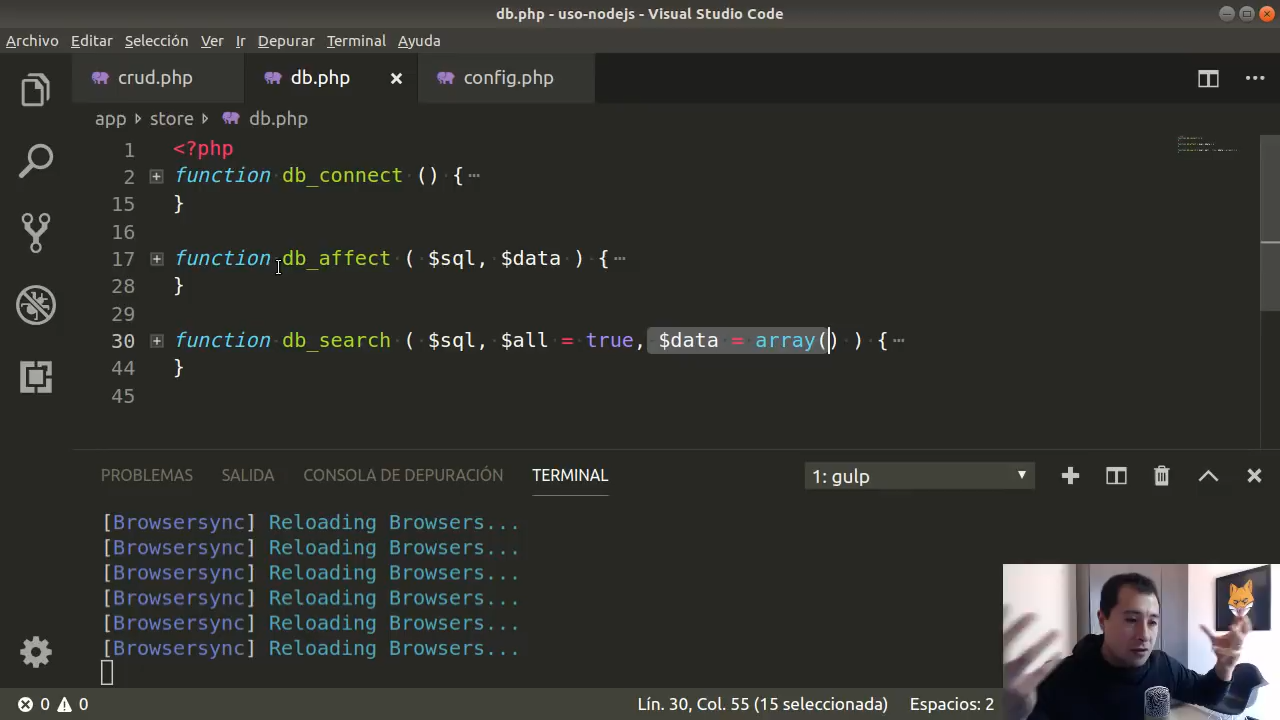 db.php - uso-nodejs - Visual Studio Code
Archivo Editar Selección Ver Ir Depurar Terminal Ayuda
crud.php db.php config.php
app store db.php
1 <?php
2 function db_connect () {
15 }
16
17 function db_affect ( $sql, $data ) {
28 }
29
30 function db_search ( $sql, $all = true, $data = array() ) {
44 }
45
PROBLEMAS SALIDA CONSOLA DE DEPURACIÓN TERMINAL 1: gulp
[Browsersync] Reloading Browsers...
[Browsersync] Reloading Browsers...
[Browsersync] Reloading Browsers...
[Browsersync] Reloading Browsers...
[Browsersync] Reloading Browsers...
[Browsersync] Reloading Browsers...
0 0 Lín. 30, Col. 55 (15 seleccionada) Espacios: 2